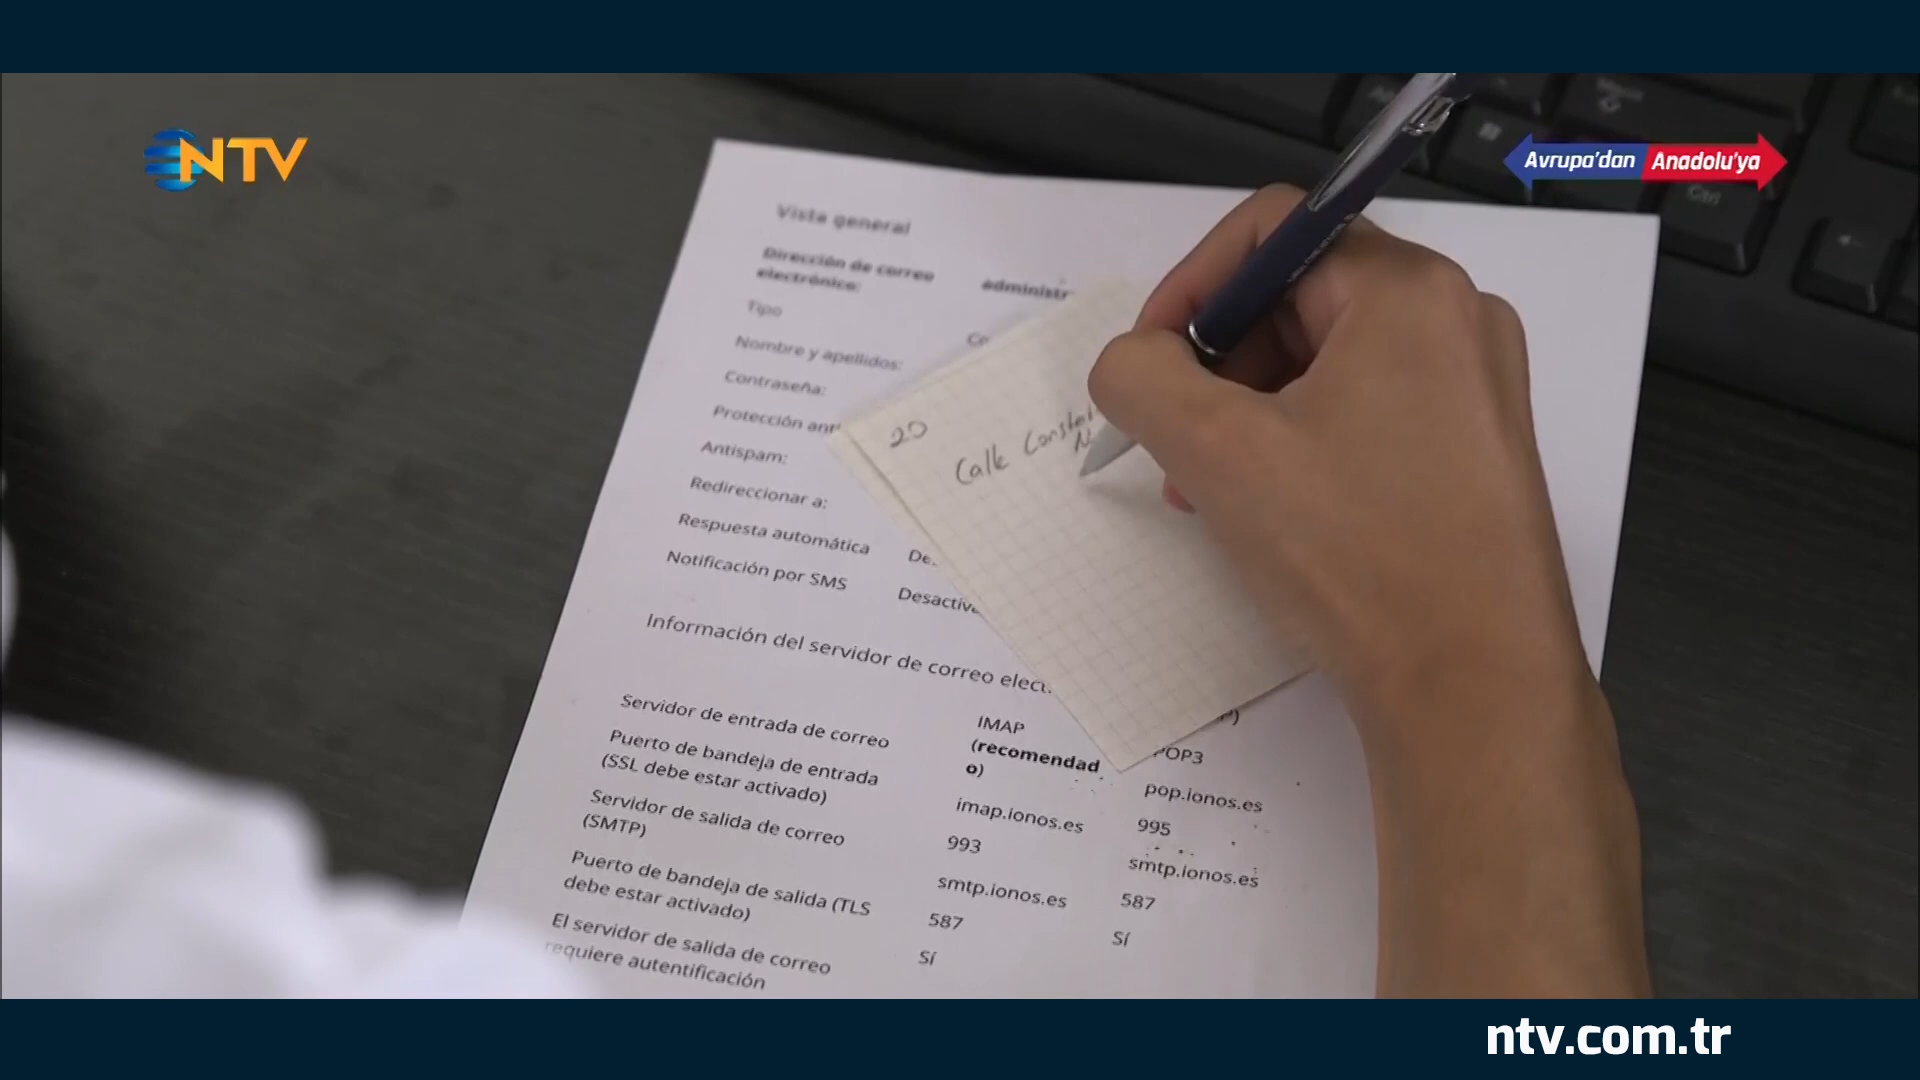 NTV
Avrupa'dan Anadolu'ya
Ctrl
Vista general
Dirección de correo
electrónico:
Tipo
Nombre y apellidos:
Contraseña:
Protección
Antispam:
Redireccionar a:
Respuesta automática
Notificación por SMS
20
Calle
N
Información del servidor de correo
Servidor de entrada de correo
IMAP
(recomendad
o)
POP3
Puerto de bandeja de entrada
(SSL debe estar activado)
imap.ionos.es
pop.ionos.es
Servidor de salida de correo
(SMTP)
993
995
smtp.ionos.es
smtp.ionos.es
Puerto de bandeja de salida (TLS
debe estar activado)
587
587
El servidor de salida de correo
requiere autentificación
Sí
Sí
ntv.com.tr